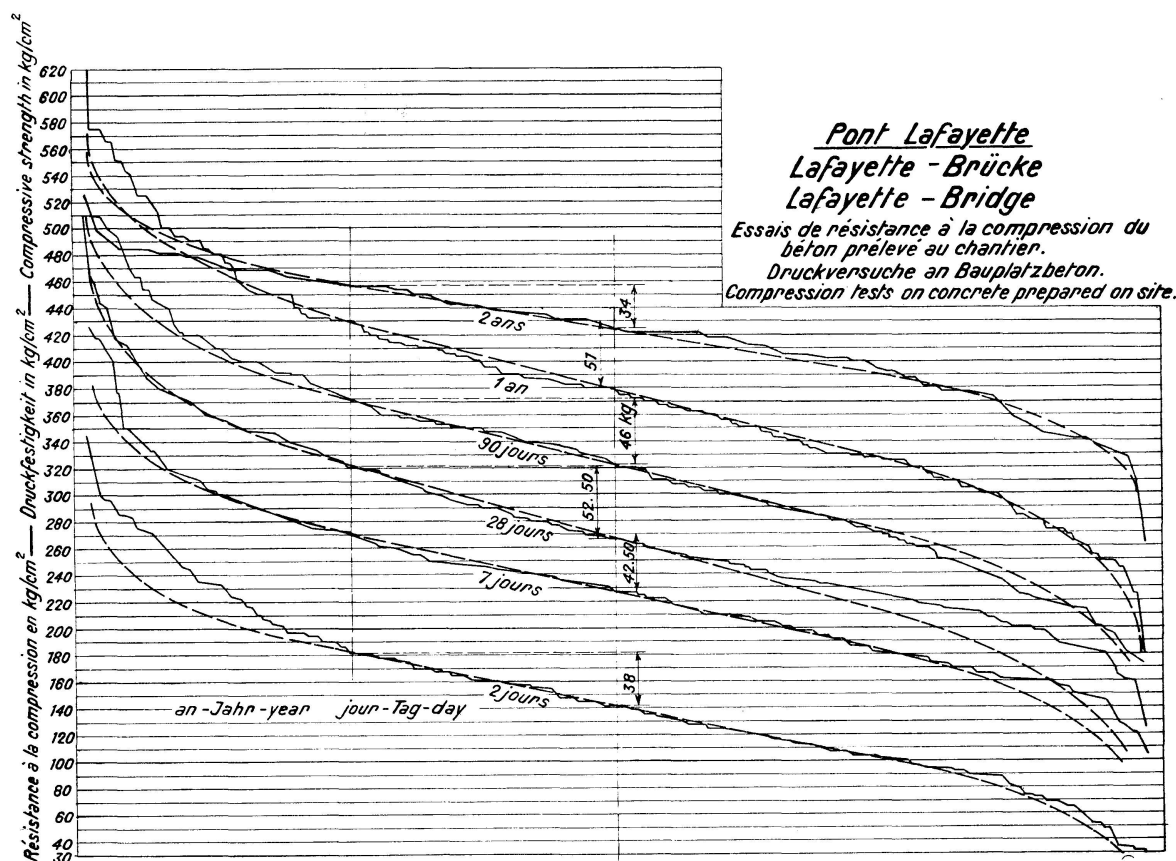 Résistance à la compression en kg/cm² — Druckfestigkeit in kg/cm² — Compressive strength in kg/cm²
620
600
580
560
540
520
500
480
460
440
420
400
380
360
340
320
300
280
260
240
220
200
180
160
140
120
100
80
60
40
30
Pont Lafayette
Lafayette - Brücke
Lafayette - Bridge
Essais de résistance à la compression du
béton prélevé au chantier.
Druckversuche an Bauplatzbeton.
Compression tests on concrete prepared on site.
34
2 ans
57
1 an
46 kg
90 jours
52.50
28 jours
42.50
7 jours
38
2 jours
an - Jahr - year jour - Tag - day